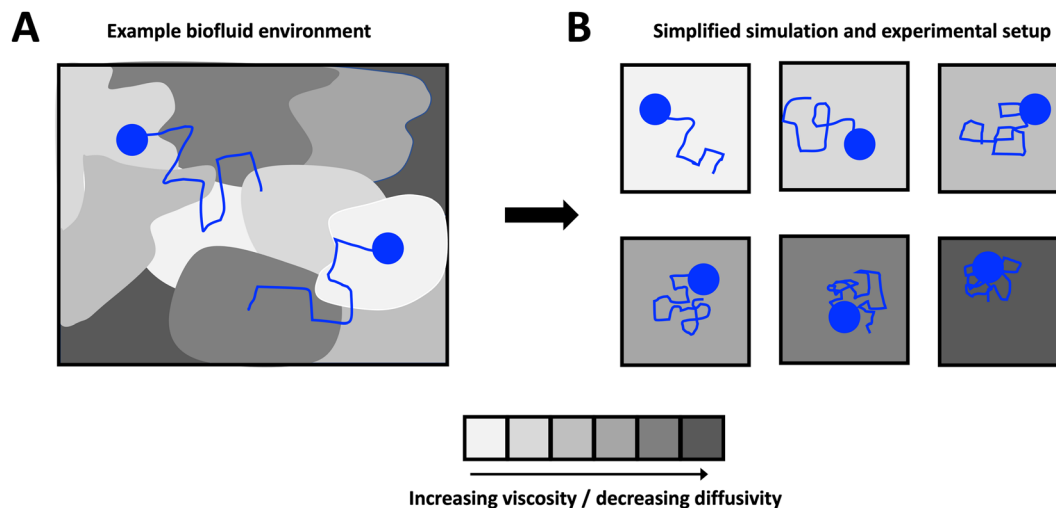 A
Example biofluid environment
B
Simplified simulation and experimental setup
Increasing viscosity / decreasing diffusivity